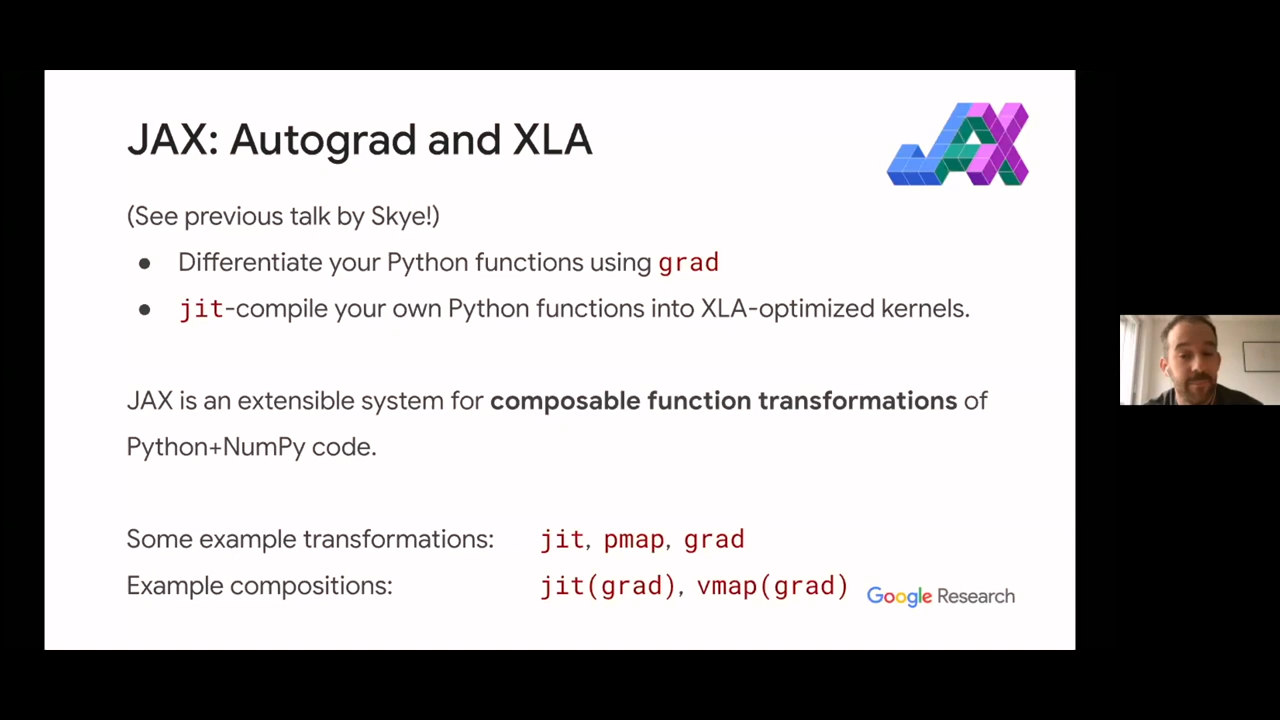 JAX: Autograd and XLA
JAX
(See previous talk by Skye!)
● Differentiate your Python functions using grad
● jit-compile your own Python functions into XLA-optimized kernels.
JAX is an extensible system for composable function transformations of
Python+NumPy code.
Some example transformations: jit, pmap, grad
Example compositions: jit(grad), vmap(grad)
Google Research